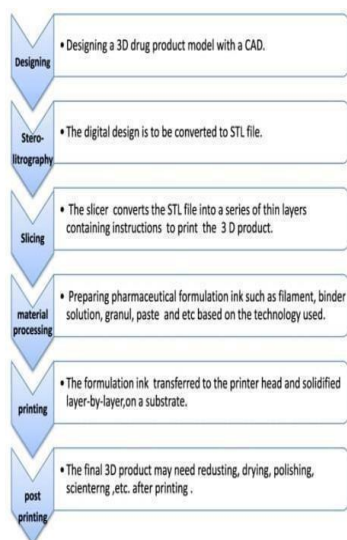 Designing
• Designing a 3D drug product model with a CAD.
Stero-
litrography
• The digital design is to be converted to STL file.
Slicing
• The slicer converts the STL file into a series of thin layers
containing instructions to print the 3 D product.
material
processing
• Preparing pharmaceutical formulation ink such as filament, binder
solution, granul, paste and etc based on the technology used.
printing
• The formulation ink transferred to the printer head and solidified
layer-by-layer,on a substrate.
post
printing
• The final 3D product may need redusting, drying, polishing,
scienterng ,etc. after printing .